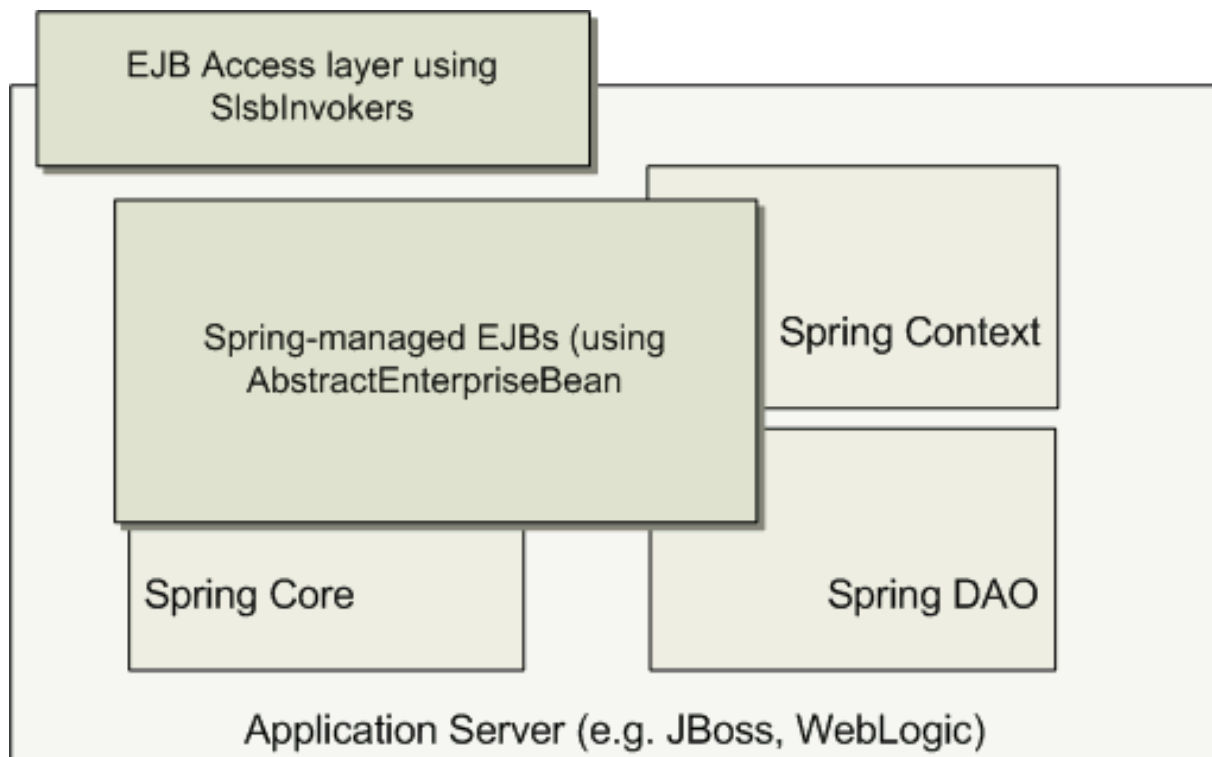 EJB Access layer using
SlsbInvokers
Spring-managed EJBs (using
AbstractEnterpriseBean
Spring Context
Spring Core
Spring DAO
Application Server (e.g. JBoss, WebLogic)